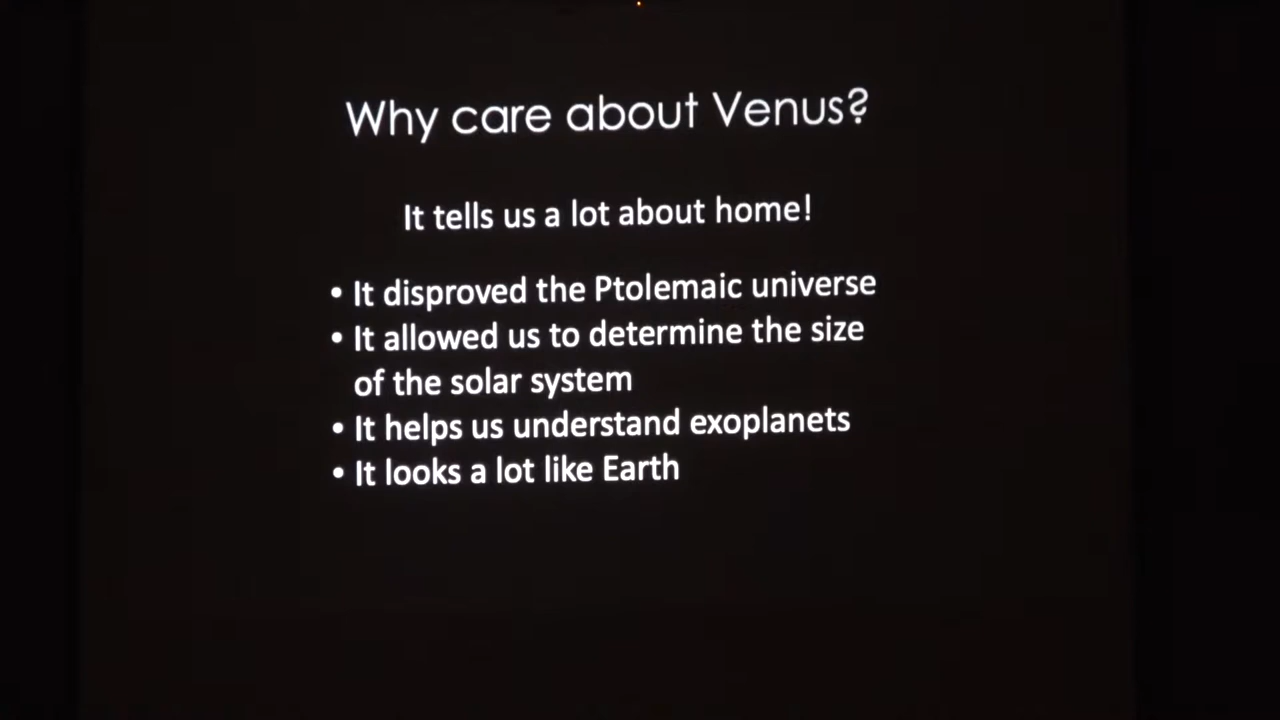 Why care about Venus?
It tells us a lot about home!
• It disproved the Ptolemaic universe
• It allowed us to determine the size
of the solar system
• It helps us understand exoplanets
• It looks a lot like Earth